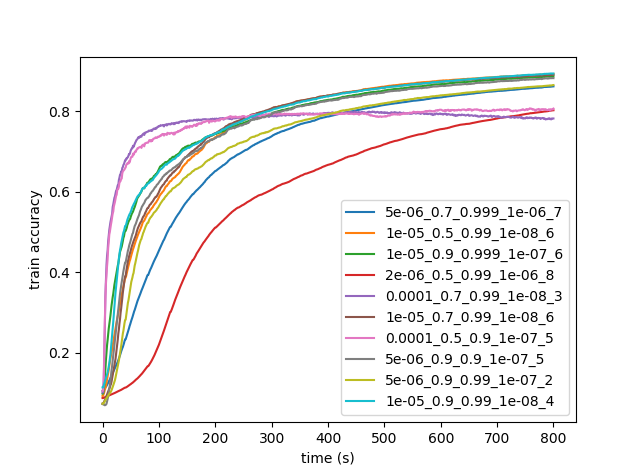 0.8
0.6
0.4
0.2
train accuracy
0 100 200 300 400 500 600 700 800
time (s)
5e-06_0.7_0.999_1e-06_7
1e-05_0.5_0.99_1e-08_6
1e-05_0.9_0.999_1e-07_6
2e-06_0.5_0.99_1e-06_8
0.0001_0.7_0.99_1e-08_3
1e-05_0.7_0.99_1e-08_6
0.0001_0.5_0.9_1e-07_5
5e-06_0.9_0.9_1e-07_5
5e-06_0.9_0.99_1e-07_2
1e-05_0.9_0.99_1e-08_4